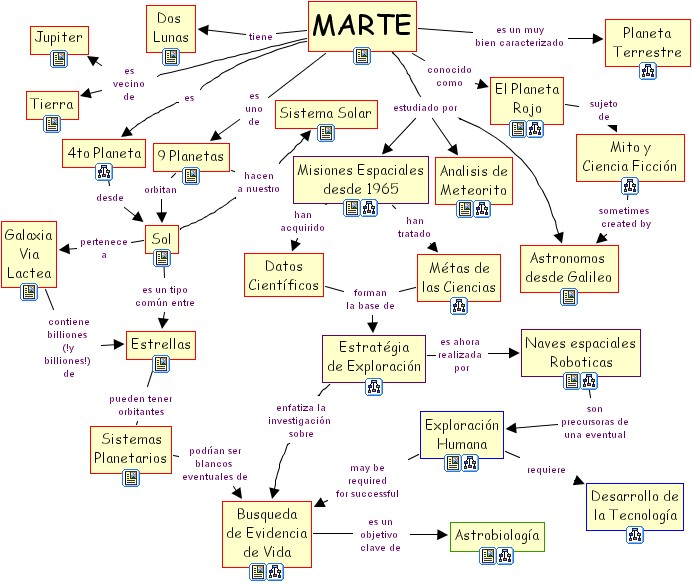 MARTE
Dos
Lunas
tiene
Jupiter
es un muy
bien caracterizado
Planeta
Terrestre
es
vecino
de
Tierra
es
es
uno
de
conocido
como
El Planeta
Rojo
sujeto
de
Sistema Solar
estudiado por
4to Planeta
9 Planetas
Mito y
Ciencia Ficción
Misiones Espaciales
desde 1965
Analisis de
Meteorito
hacen
a nuestro
desde
orbitan
sometimes
created by
Galaxia
Via
Lactea
pertenece
a
Sol
han
acquirido
han
tratado
Astronomos
desde Galileo
Datos
Científicos
Métas de
las Ciencias
es un tipo
común entre
forman
la base de
contiene
billiones
(!y
billiones!)
de
Estrellas
Estratégia
de Exploración
es ahora
realizada
por
Naves espaciales
Roboticas
pueden tener
orbitantes
enfatiza la
investigación
sobre
son
precursoras de
una eventual
Exploración
Humana
Sistemas
Planetarios
podrían ser
blancos
eventuales de
may be
required
for successful
requiere
Desarrollo de
la Tecnología
Busqueda
de Evidencia
de Vida
es un
objetivo
clave de
Astrobiología